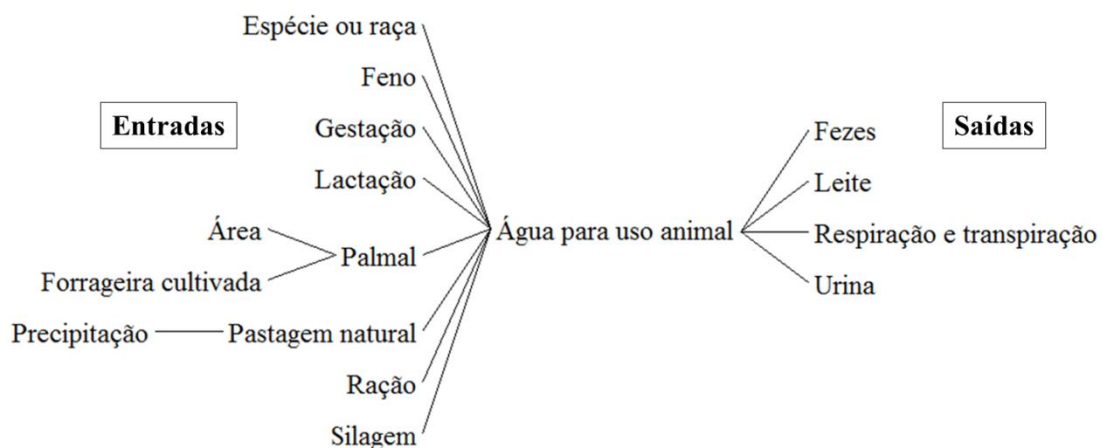 Espécie ou raça
Feno
Entradas
Gestação
Fezes
Saídas
Lactação
Leite
Área
Água para uso animal
Respiração e transpiração
Palmal
Forrageira cultivada
Urina
Precipitação
Pastagem natural
Ração
Silagem